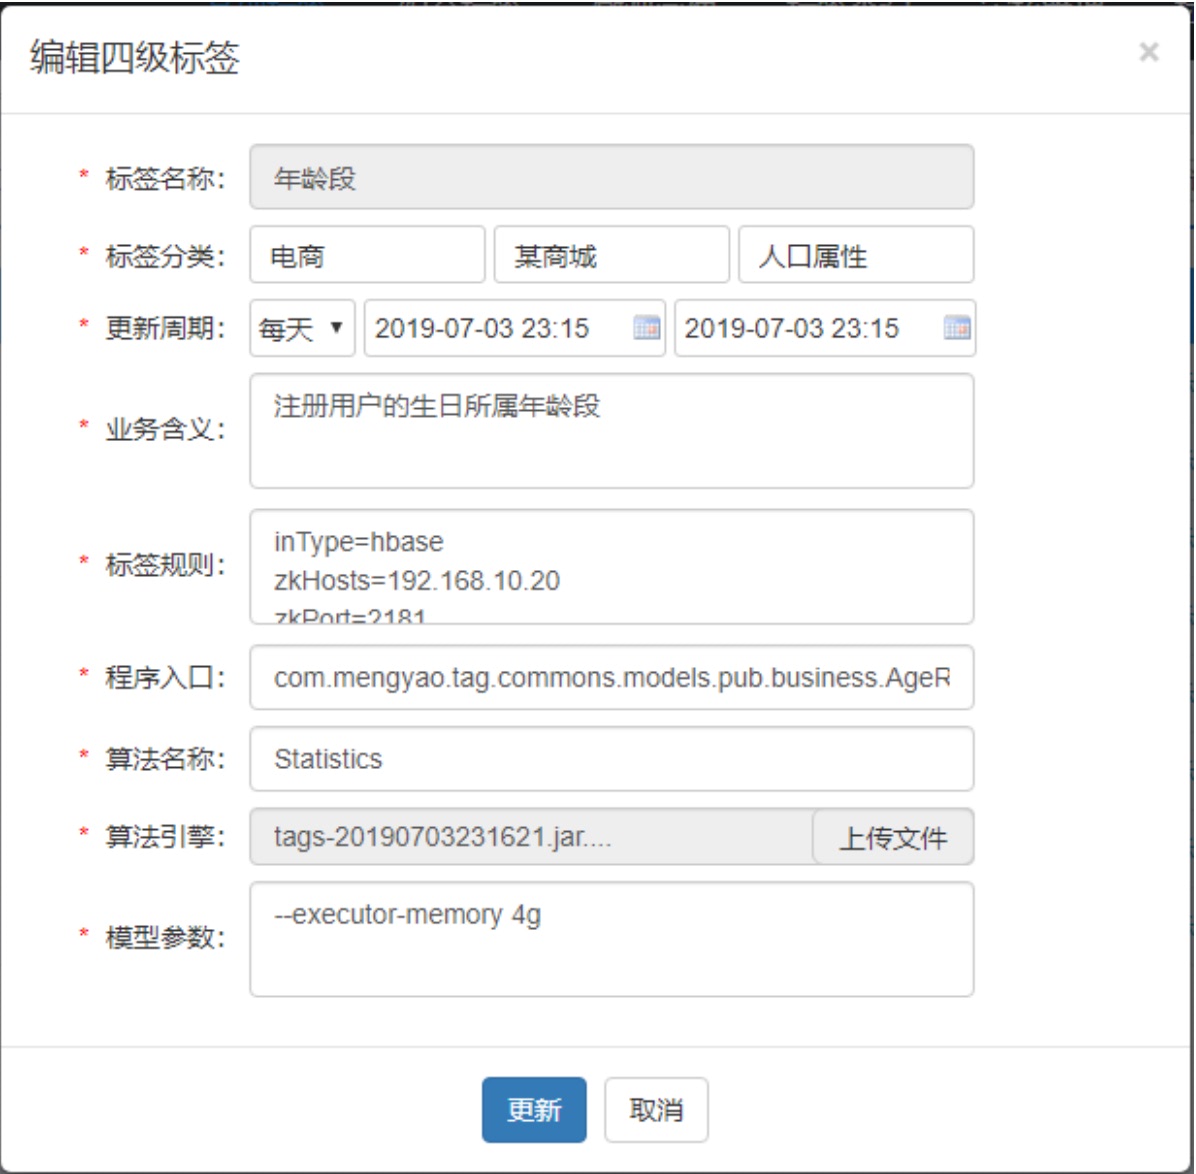 编辑四级标签 ×
* 标签名称： 年龄段
* 标签分类： 电商 某商城 人口属性
* 更新周期： 每天 2019-07-03 23:15 2019-07-03 23:15
* 业务含义： 注册用户的生日所属年龄段
* 标签规则： inType=hbase
zkHosts=192.168.10.20
zkPort=2181
* 程序入口： com.mengyao.tag.commons.models.pub.business.AgeR
* 算法名称： Statistics
* 算法引擎： tags-20190703231621.jar.... 上传文件
* 模型参数： --executor-memory 4g
更新 取消